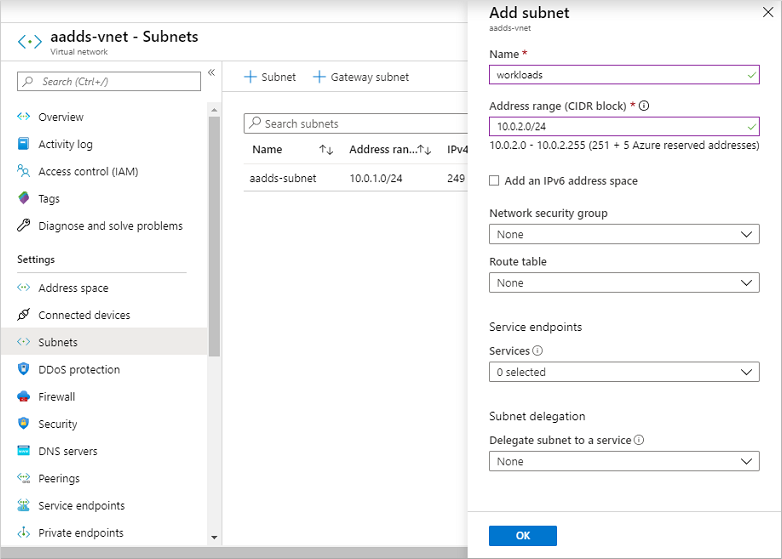 aadds-vnet - Subnets
Virtual network
Search (Ctrl+/)
«
Overview
Activity log
Access control (IAM)
Tags
Diagnose and solve problems
Settings
Address space
Connected devices
Subnets
DDoS protection
Firewall
Security
DNS servers
Peerings
Service endpoints
Private endpoints
+ Subnet
+ Gateway subnet
Search subnets
Name ↑↓ Address ran...↑↓ IPv4
aadds-subnet 10.0.1.0/24 249
Add subnet
aadds-vnet
Name *
workloads
Address range (CIDR block) *
10.0.2.0/24
10.0.2.0 - 10.0.2.255 (251 + 5 Azure reserved addresses)
Add an IPv6 address space
Network security group
None
Route table
None
Service endpoints
Services
0 selected
Subnet delegation
Delegate subnet to a service
None
OK